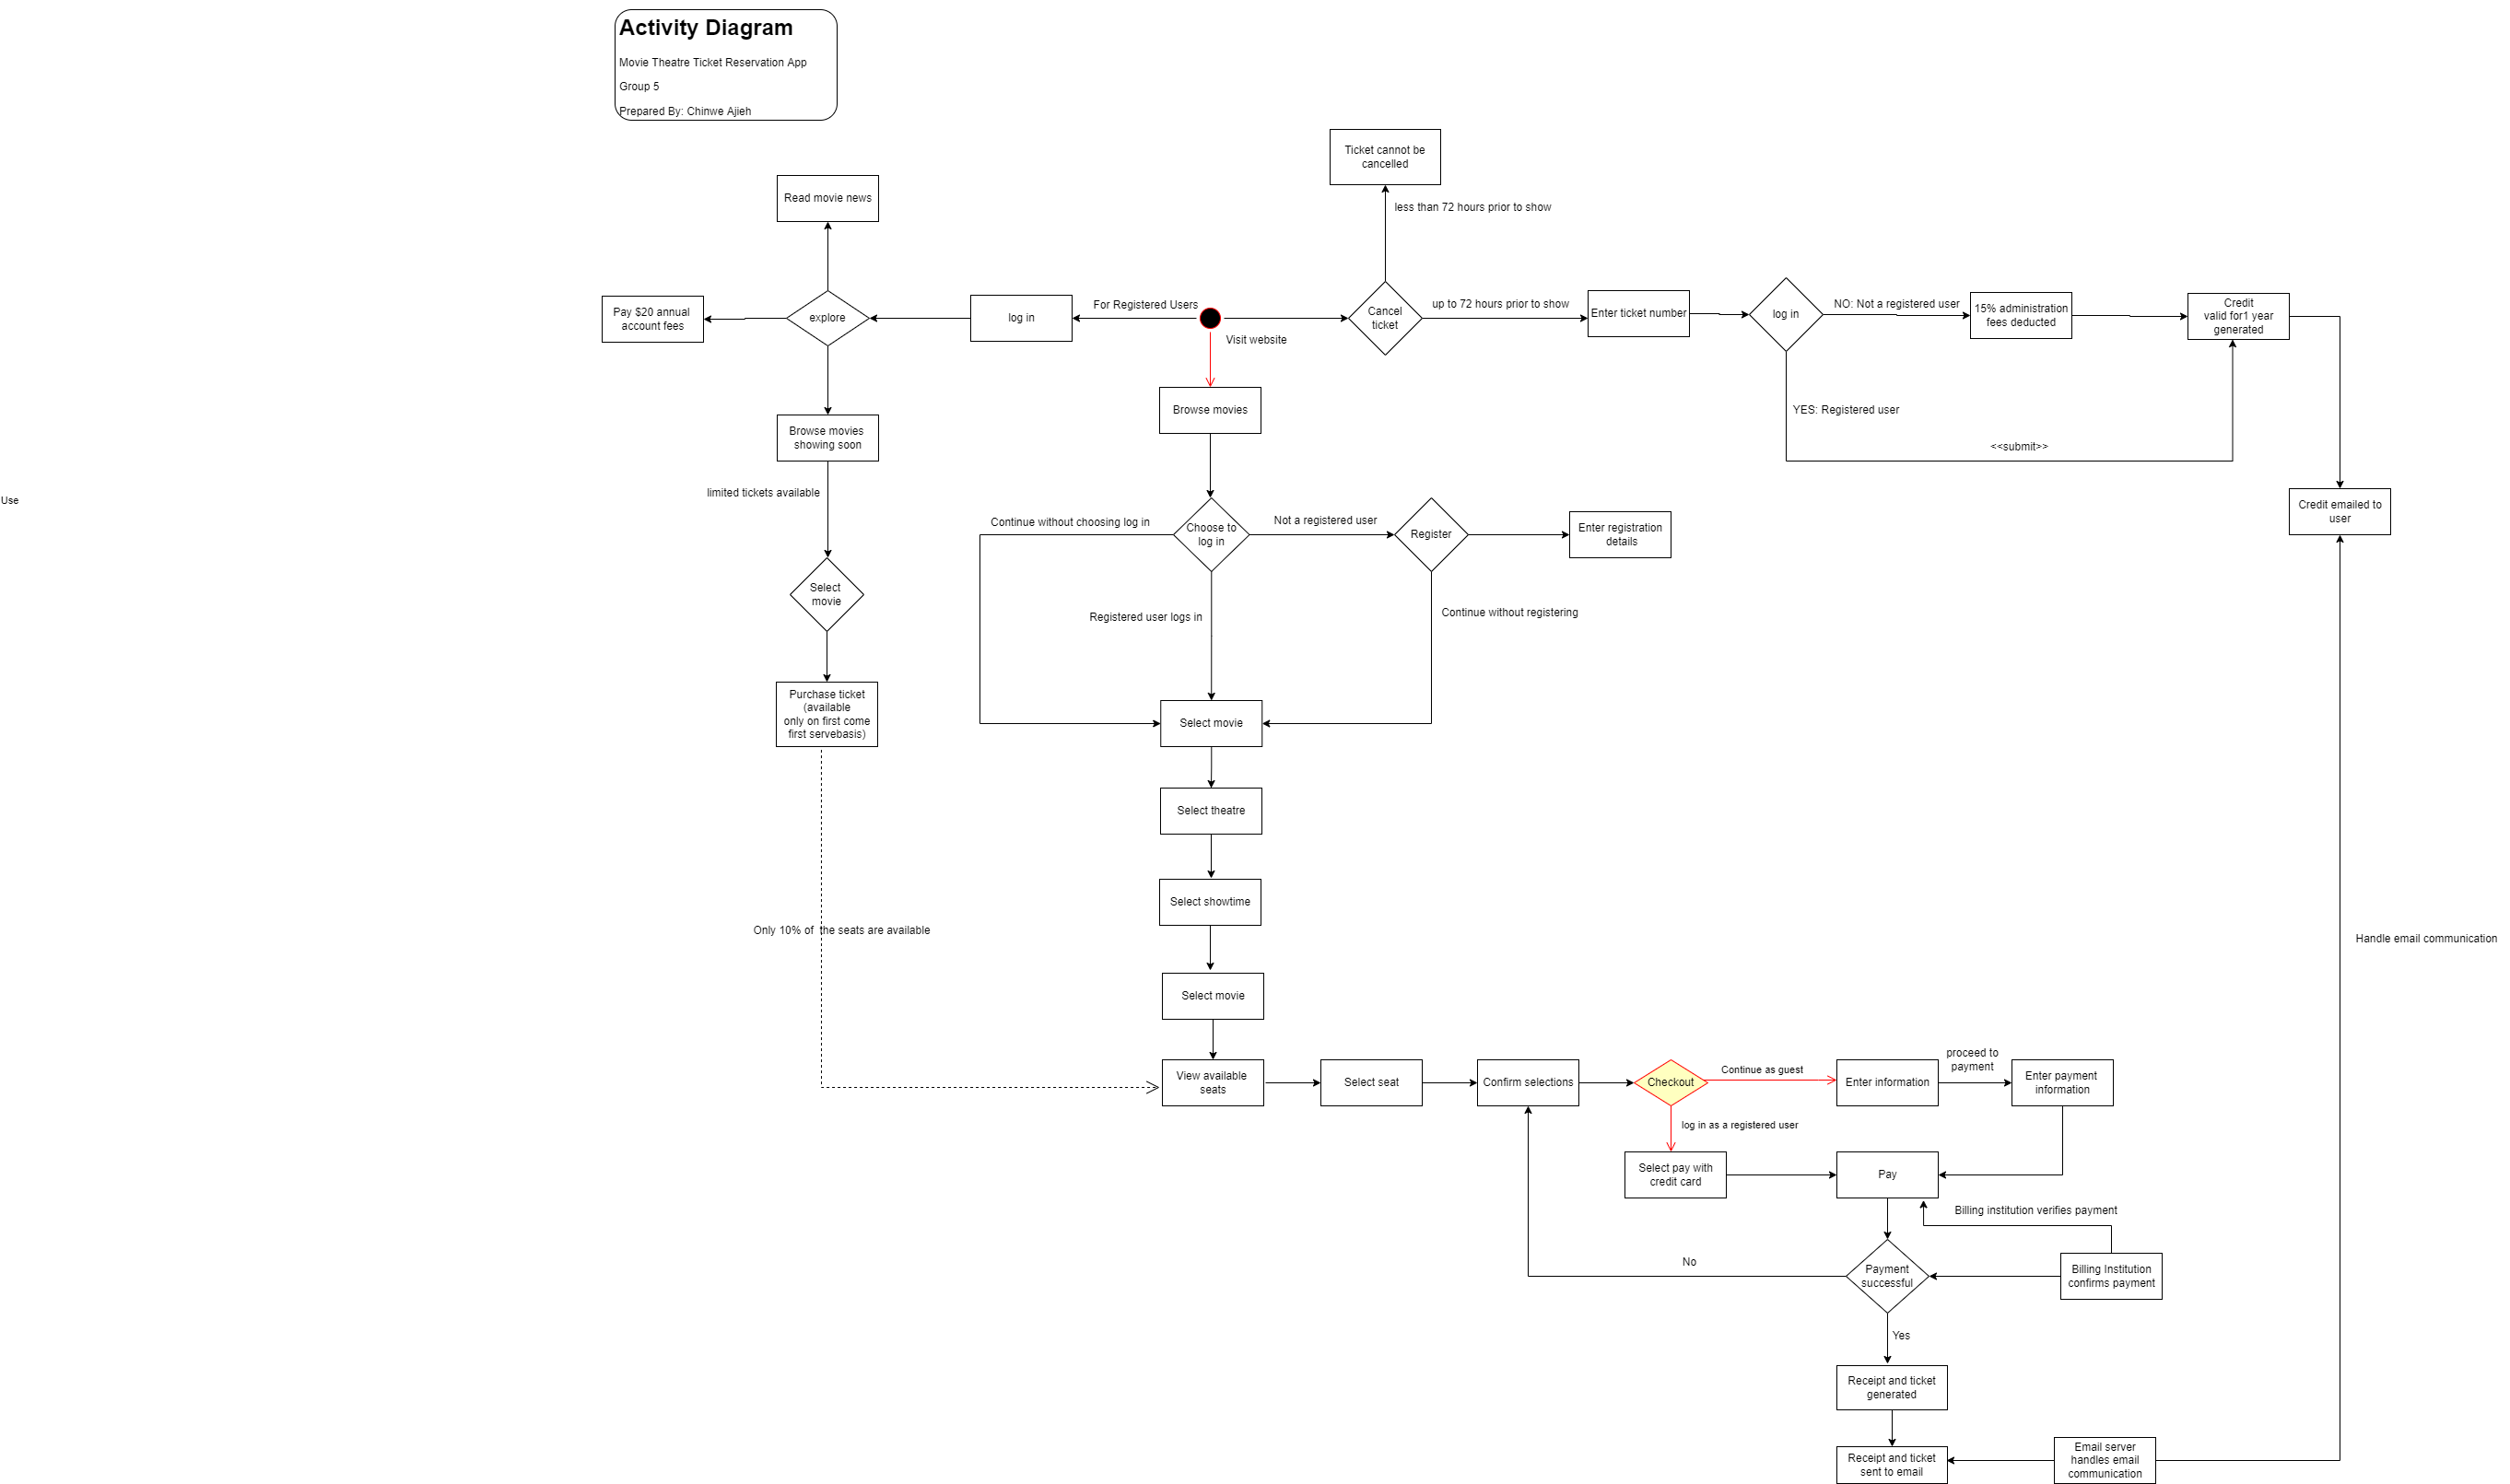 Activity Diagram
Movie Theatre Ticket Reservation App
Group 5
Prepared By: Chinwe Ajieh
Ticket cannot be
cancelled
less than 72 hours prior to show
Read movie news
Pay $20 annual
account fees
explore
log in
For Registered Users
Visit website
Cancel
ticket
up to 72 hours prior to show
Enter ticket number
log in
NO: Not a registered user
15% administration
fees deducted
Credit
valid for1 year
generated
YES: Registered user
<<submit>>
Browse movies
showing soon
Browse movies
limited tickets available
Use
Continue without choosing log in
Choose to
log in
Not a registered user
Register
Enter registration
details
Credit emailed to
user
Select
movie
Registered user logs in
Continue without registering
Purchase ticket
(available
only on first come
first servebasis)
Select movie
Select theatre
Select showtime
Only 10% of  the seats are available
Handle email communication
Select movie
View available
seats
Select seat
Confirm selections
Checkout
Continue as guest
Enter information
proceed to
payment
Enter payment
information
log in as a registered user
Select pay with
credit card
Pay
Billing institution verifies payment
No
Payment
successful
Billing Institution
confirms payment
Yes
Receipt and ticket
generated
Receipt and ticket
sent to email
Email server
handles email
communication